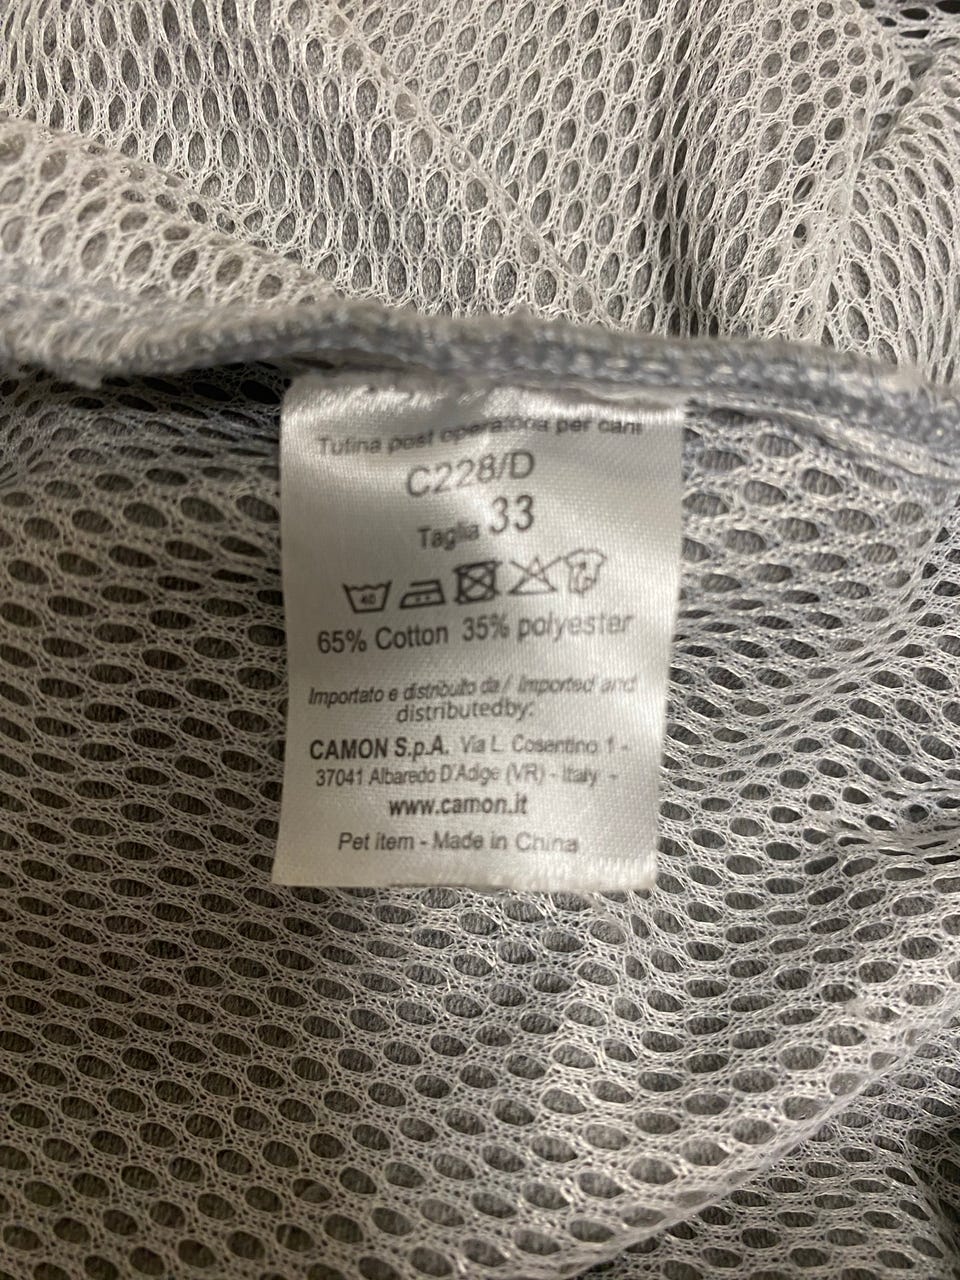 Tutina post operatoria per cani
C228/D
Taglia 33
40
65% Cotton 35% polyester
Importato e distribuito da / Imported and
distributedby:
CAMON S.p.A. Via L. Cosentino 1 -
37041 Albaredo D'Adige (VR) - Italy -
www.camon.it
Pet item - Made in China